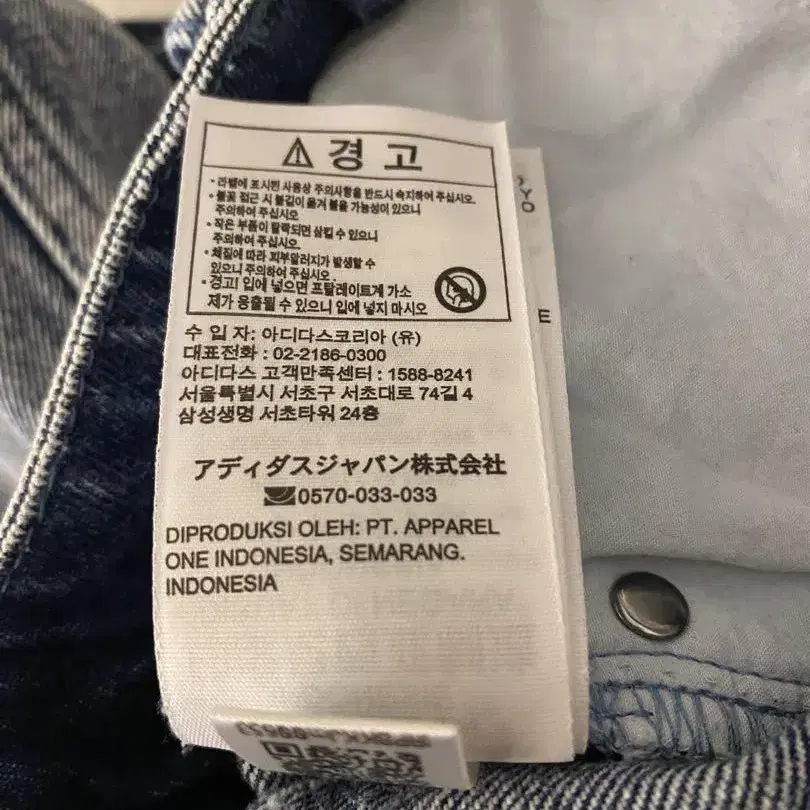 ⚠ 경 고
• 라벨에 표시된 사용상 주의사항을 반드시 숙지하여 주십시오.
• 불꽃 접근 시 불길이 옮겨 붙을 가능성이 있으니
주의하여 주십시오
• 작은 부품이 탈락되면 삼킬 수 있으니
주의하여 주십시오.
• 체질에 따라 피부알러지가 발생할 수
있으니 주의하여 주십시오 .
• 경고! 입에 넣으면 프탈레이트계 가소
제가 용출될 수 있으니 입에 넣지 마시오
수 입 자: 아디다스코리아 (유)
대표전화 : 02-2186-0300
아디다스 고객만족센터 : 1588-8241
서울특별시 서초구 서초대로 74길 4
삼성생명 서초타워 24층
アディダスジャパン株式会社
0570-033-033
DIPRODUKSI OLEH: PT. APPAREL
ONE INDONESIA, SEMARANG.
INDONESIA
YO
E